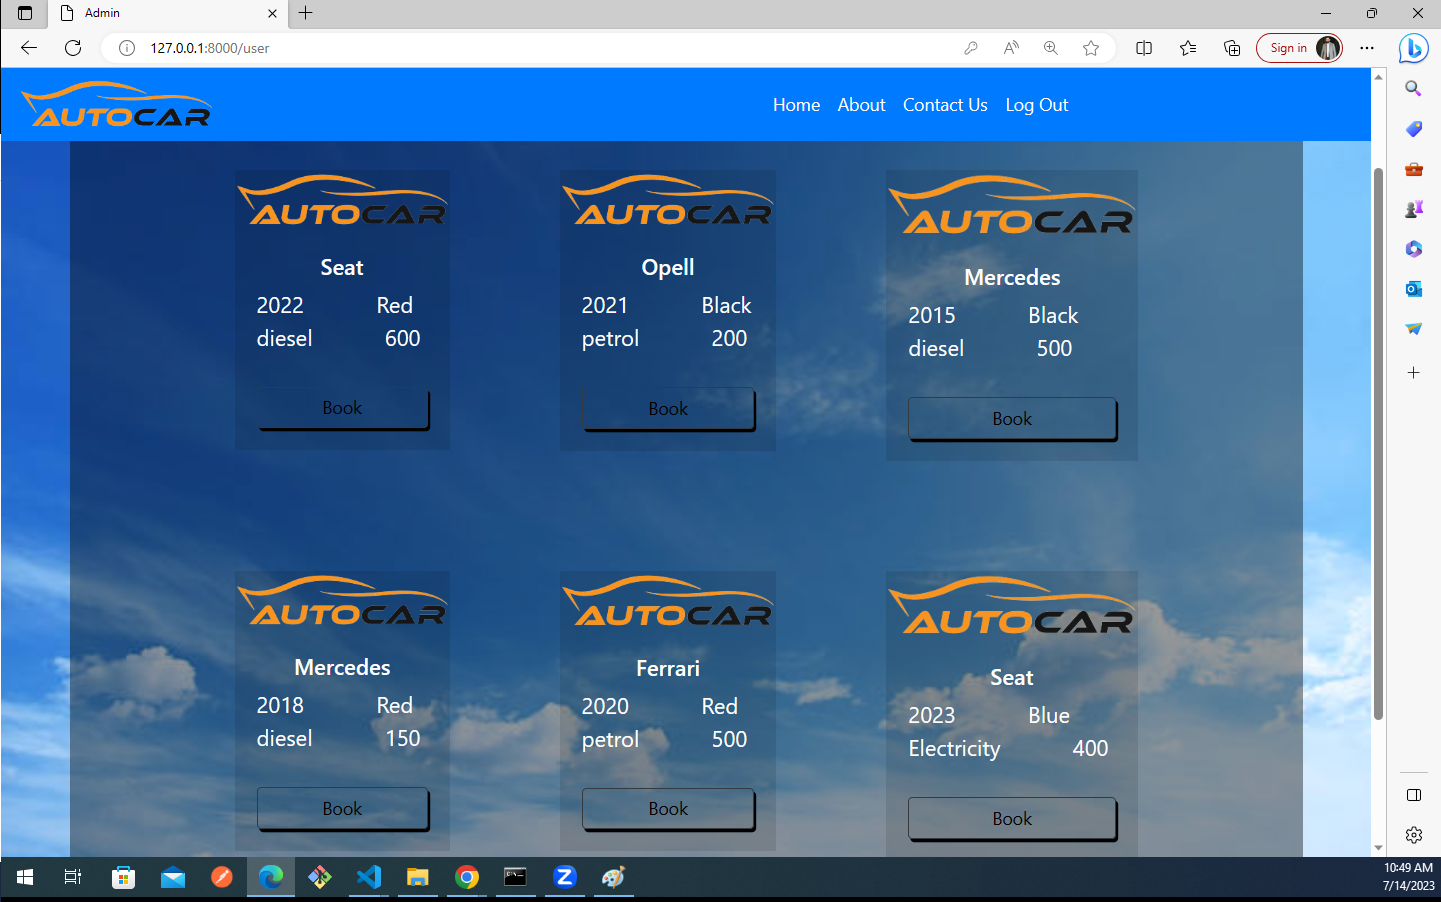 Admin
127.0.0.1:8000/user
Sign in
AUTOCAR
Home About Contact Us Log Out
AUTOCAR
Seat
2022 Red
diesel 600
Book
AUTOCAR
Opell
2021 Black
petrol 200
Book
AUTOCAR
Mercedes
2015 Black
diesel 500
Book
AUTOCAR
Mercedes
2018 Red
diesel 150
Book
AUTOCAR
Ferrari
2020 Red
petrol 500
Book
AUTOCAR
Seat
2023 Blue
Electricity 400
Book
10:49 AM
7/14/2023